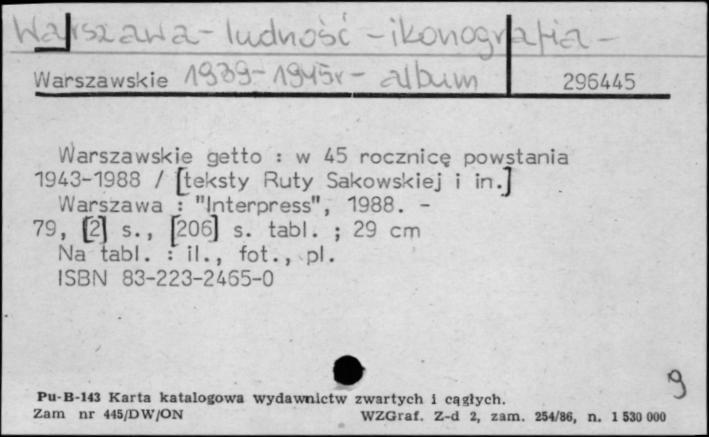 Warszawa - ludność - ikonografia -
Warszawskie 1939-1945r - album 296445
Warszawskie getto : w 45 rocznicę powstania
1943-1988 / [teksty Ruty Sakowskiej i in.]
Warszawa : "Interpress", 1988. -
79, [2] s., [206] s. tabl. ; 29 cm
Na tabl. : il., fot., pl.
ISBN 83-223-2465-0
9
Pu-B-143 Karta katalogowa wydawnictw zwartych i ciągłych.
Zam nr 445/DW/ON WZGraf. Z-d 2, zam. 254/86, n. 1 530 000